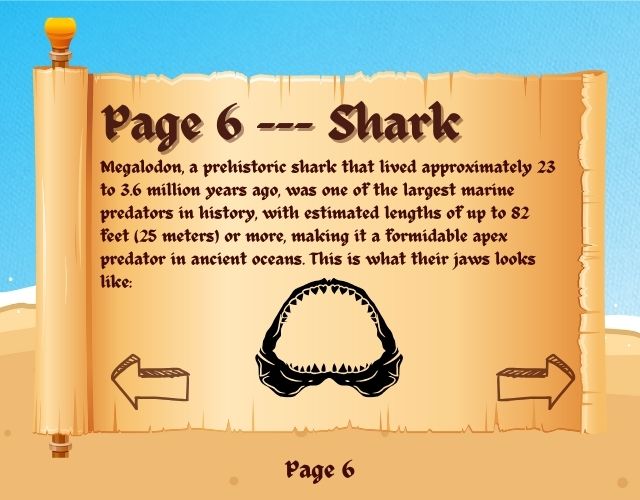 Page 6 --- Shark
Megalodon, a prehistoric shark that lived approximately 23
to 3.6 million years ago, was one of the largest marine
predators in history, with estimated lengths of up to 82
feet (25 meters) or more, making it a formidable apex
predator in ancient oceans. This is what their jaws looks
like:
Page 6